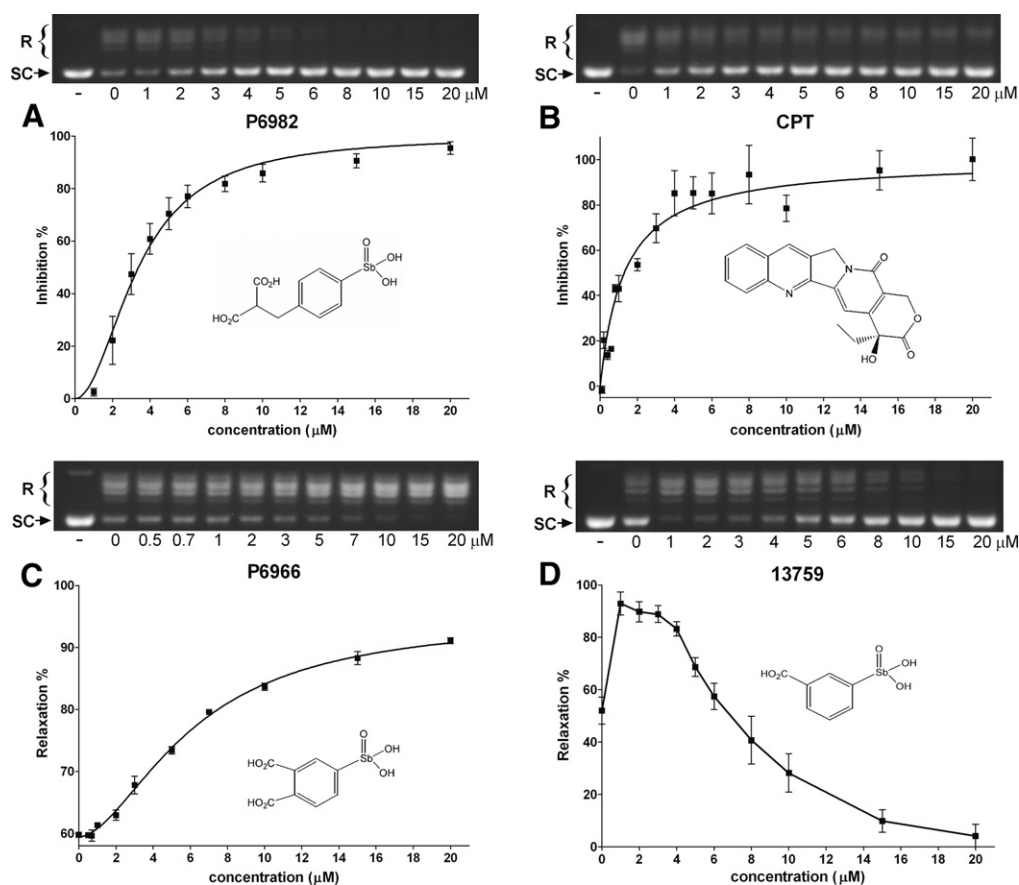 R
SC
- 0 1 2 3 4 5 6 8 10 15 20 μM
A
P6982
100
80
60
40
20
0
Inhibition %
0 2 4 6 8 10 12 14 16 18 20
concentration (μM)
CO₂H
HO₂C
O
Sb
OH
OH
R
SC
- 0 1 2 3 4 5 6 8 10 15 20 μM
B
CPT
100
80
60
40
20
0
Inhibition %
0 2 4 6 8 10 12 14 16 18 20
concentration (μM)
N
N
O
O
O
HO
R
SC
- 0 0.5 0.7 1 2 3 5 7 10 15 20 μM
C
P6966
100
90
80
70
60
Relaxation %
0 2 4 6 8 10 12 14 16 18 20
concentration (μM)
HO₂C
HO₂C
O
Sb
OH
OH
R
SC
- 0 1 2 3 4 5 6 8 10 15 20 μM
D
13759
100
80
60
40
20
0
Relaxation %
0 2 4 6 8 10 12 14 16 18 20
concentration (μM)
HO₂C
O
Sb
OH
OH